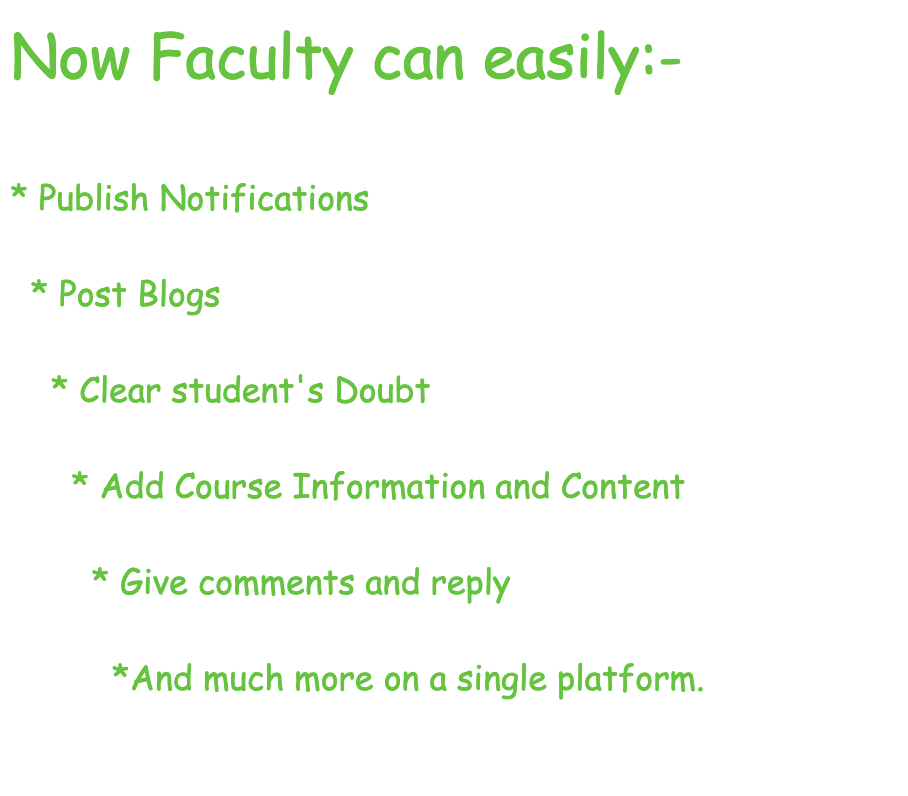 Now Faculty can easily:-
* Publish Notifications
* Post Blogs
* Clear student's Doubt
* Add Course Information and Content
* Give comments and reply
*And much more on a single platform.